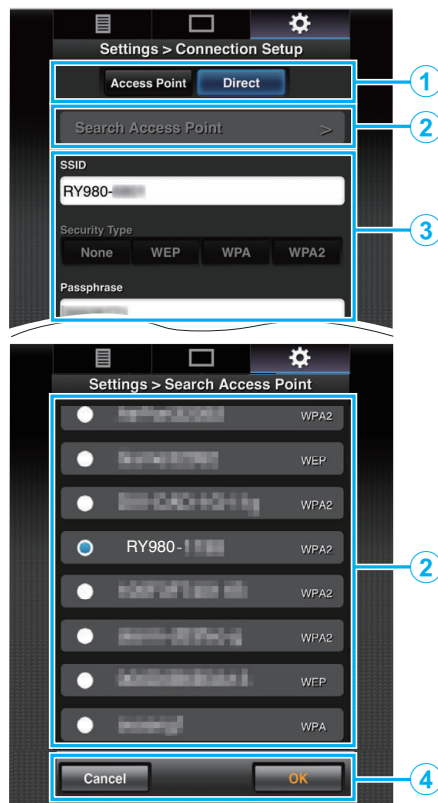 Settings > Connection Setup
Access Point Direct
1
Search Access Point >
2
SSID
RY980-
3
Security Type
None WEP WPA WPA2
Passphrase
Settings > Search Access Point
WPA2
WEP
WPA2
RY980- WPA2
2
WPA2
WPA2
WEP
WPA
Cancel OK
4